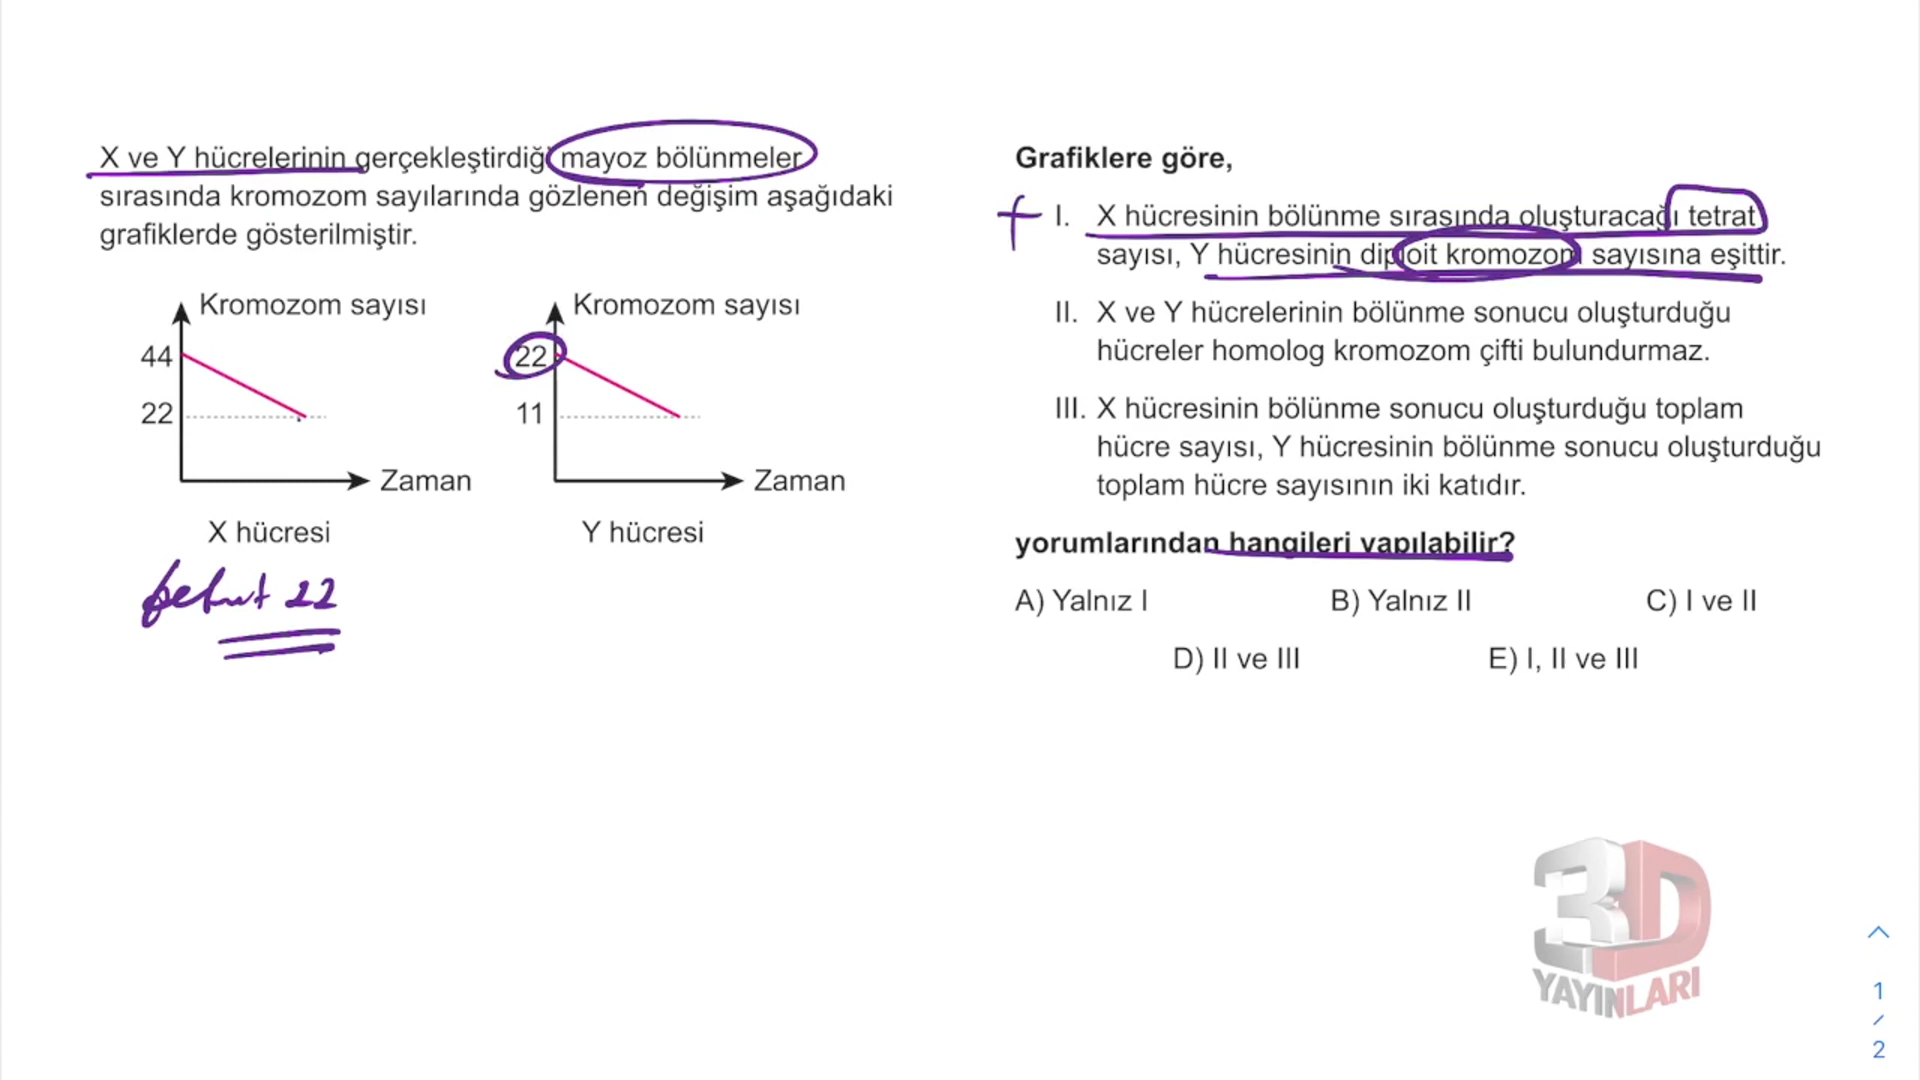 X ve Y hücrelerinin gerçekleştirdiği mayoz bölünmeler
sırasında kromozom sayılarında gözlenen değişim aşağıdaki
grafiklerde gösterilmiştir.
Kromozom sayısı
44
22
Zaman
X hücresi
22
Kromozom sayısı
22
11
Zaman
Y hücresi
Grafiklere göre,
I. X hücresinin bölünme sırasında oluşturacağı tetrat
sayısı, Y hücresinin diploit kromozom sayısına eşittir.
II. X ve Y hücrelerinin bölünme sonucu oluşturduğu
hücreler homolog kromozom çifti bulundurmaz.
III. X hücresinin bölünme sonucu oluşturduğu toplam
hücre sayısı, Y hücresinin bölünme sonucu oluşturduğu
toplam hücre sayısının iki katıdır.
yorumlarından hangileri yapılabilir?
A) Yalnız I
B) Yalnız II
C) I ve II
D) II ve III
E) I, II ve III
3D
YAYINLARI
1
/
2